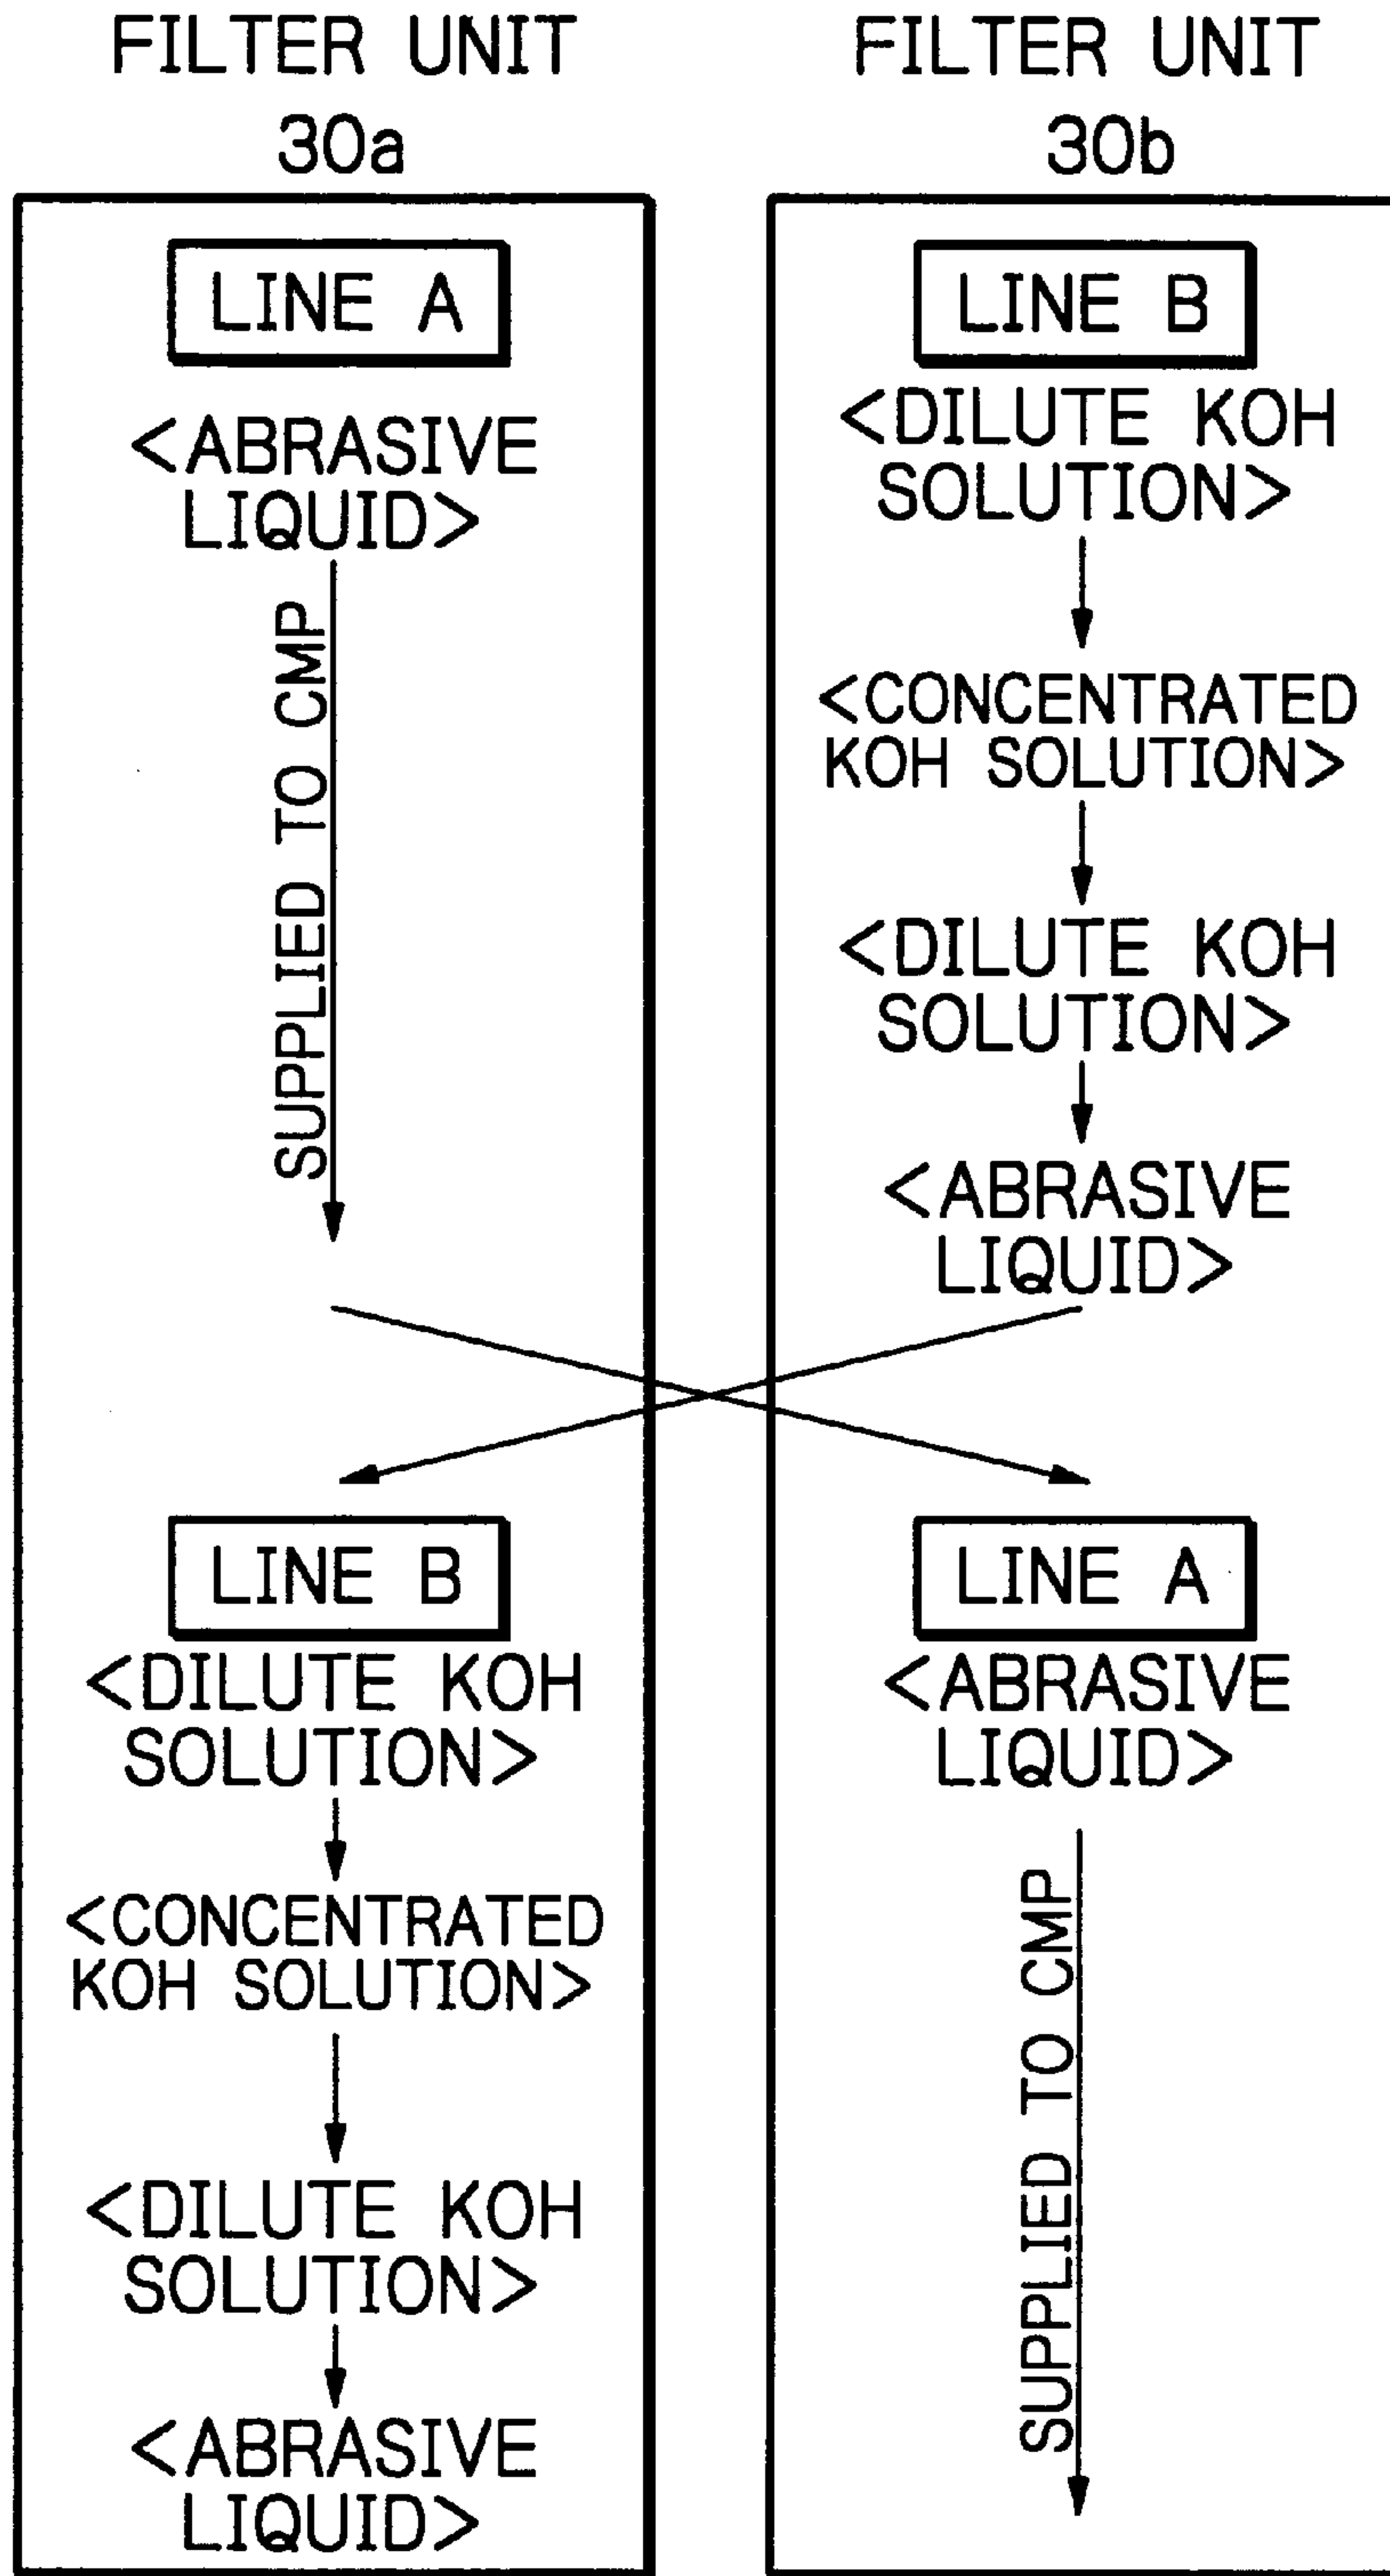 FILTER UNIT
30a
LINE A
<ABRASIVE
LIQUID>
SUPPLIED TO CMP
LINE B
<DILUTE KOH
SOLUTION>
<CONCENTRATED
KOH SOLUTION>
<DILUTE KOH
SOLUTION>
<ABRASIVE
LIQUID>
FILTER UNIT
30b
LINE B
<DILUTE KOH
SOLUTION>
<CONCENTRATED
KOH SOLUTION>
<DILUTE KOH
SOLUTION>
<ABRASIVE
LIQUID>
LINE A
<ABRASIVE
LIQUID>
SUPPLIED TO CMP